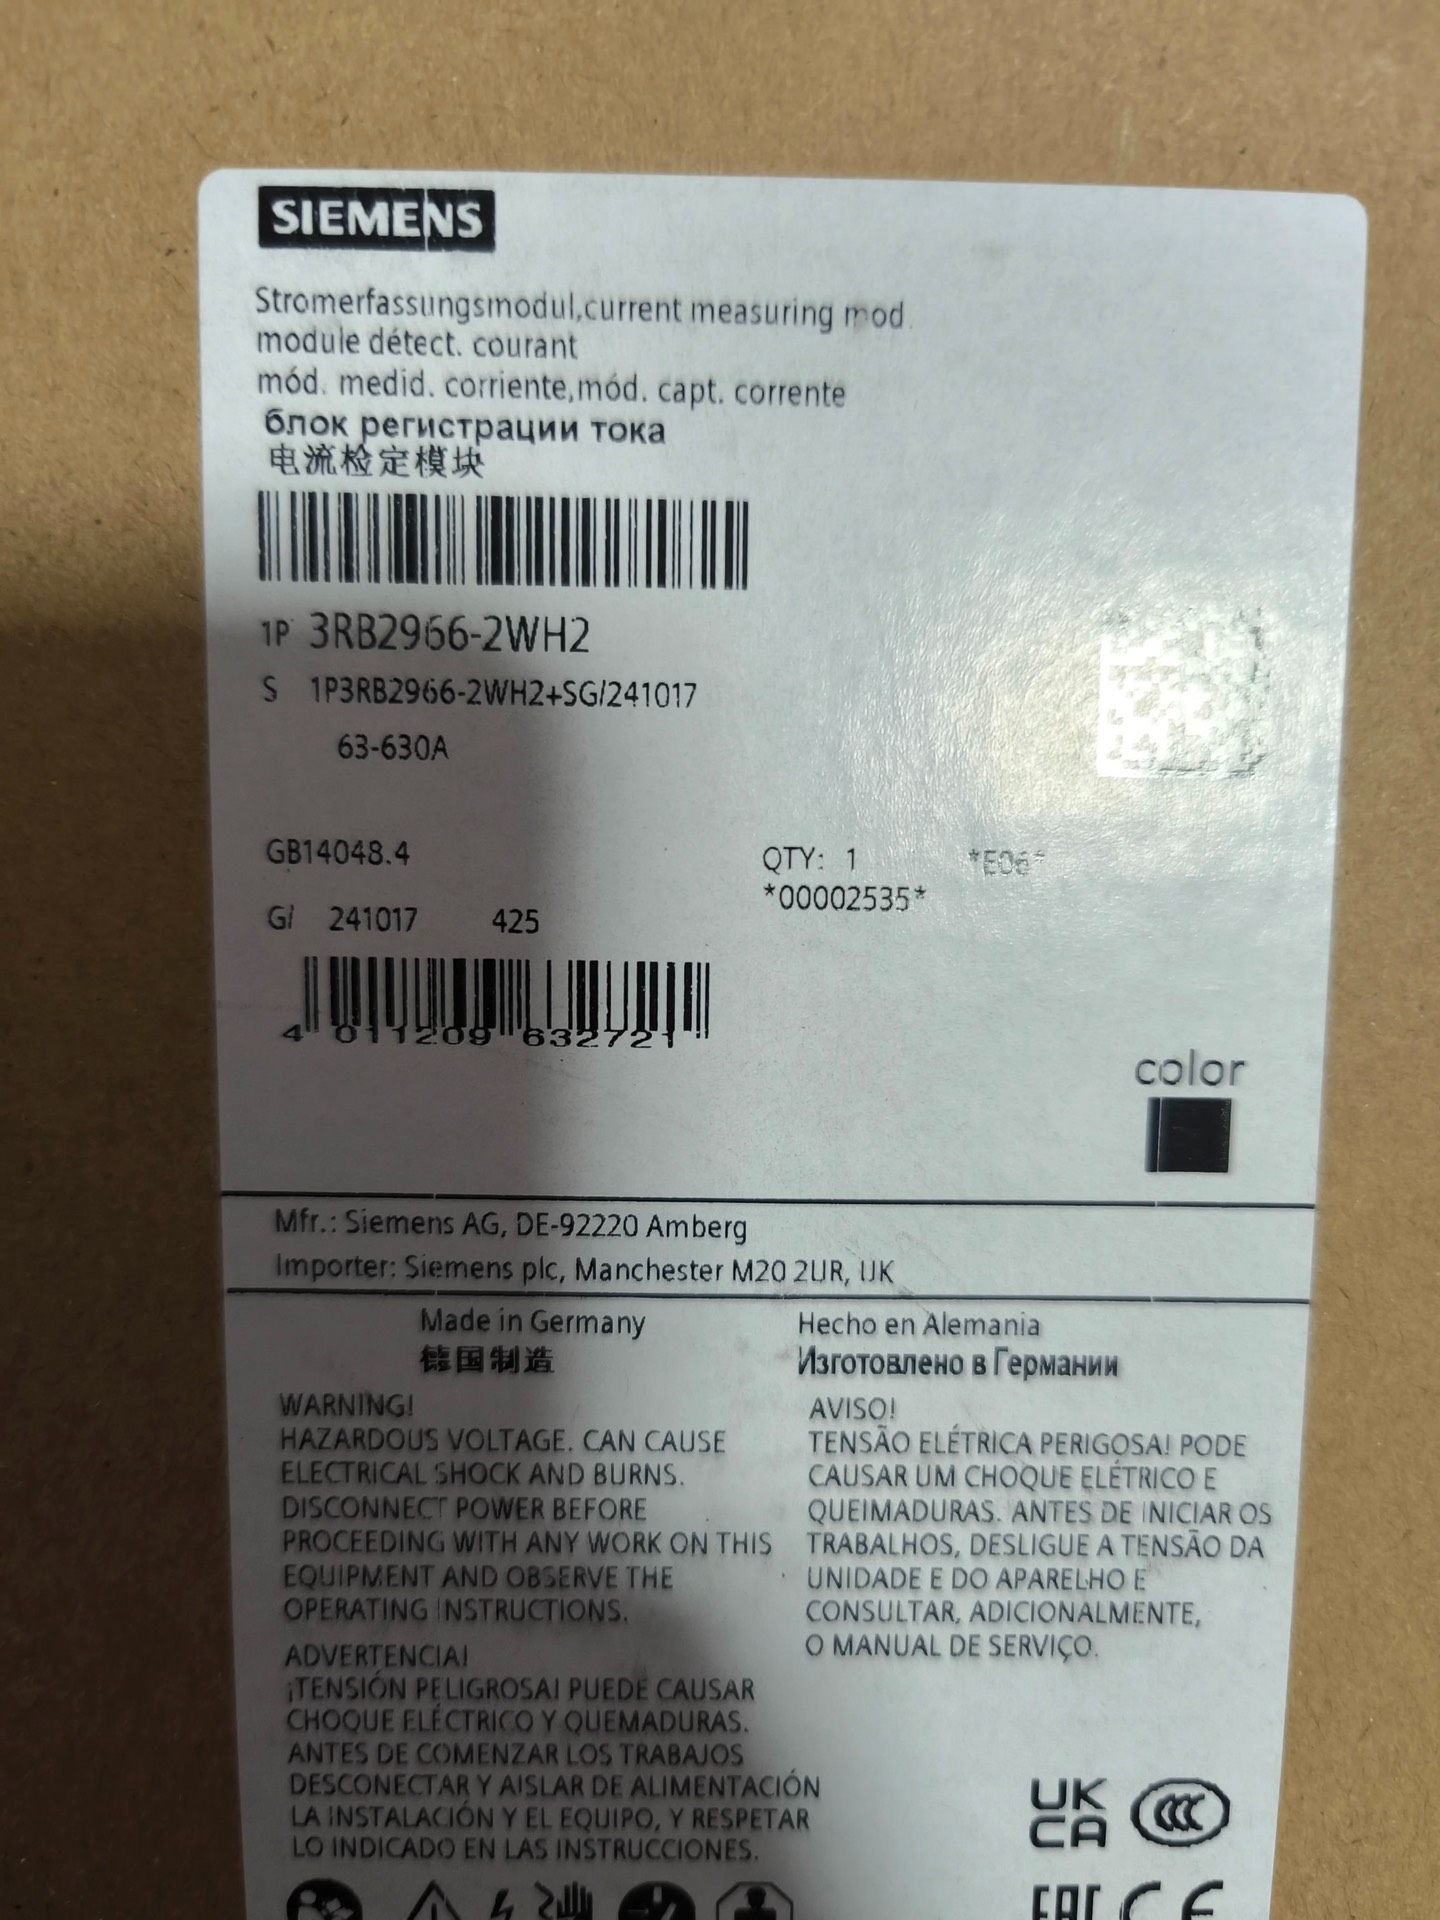 SIEMENS
Stromerfassungsmodul,current measuring mod.
module détect. courant
mód. medid. corriente,mód. capt. corrente
блок регистрации тока
电流检定模块
1P 3RB2966-2WH2
S 1P3RB2966-2WH2+SG/241017
63-630A
GB14048.4
QTY: 1 *E06*
*00002535*
G/ 241017 425
4 011209 632721
color
Mfr.: Siemens AG, DE-92220 Amberg
Importer: Siemens plc, Manchester M20 2UR, UK
Made in Germany
德国制造
Hecho en Alemania
Изготовлено в Германии
WARNING!
HAZARDOUS VOLTAGE. CAN CAUSE
ELECTRICAL SHOCK AND BURNS.
DISCONNECT POWER BEFORE
PROCEEDING WITH ANY WORK ON THIS
EQUIPMENT AND OBSERVE THE
OPERATING INSTRUCTIONS.
ADVERTENCIA!
¡TENSIÓN PELIGROSA! PUEDE CAUSAR
CHOQUE ELÉCTRICO Y QUEMADURAS.
ANTES DE COMENZAR LOS TRABAJOS
DESCONECTAR Y AISLAR DE ALIMENTACIÓN
LA INSTALACIÓN Y EL EQUIPO, Y RESPETAR
LO INDICADO EN LAS INSTRUCCIONES.
AVISO!
TENSÃO ELÉTRICA PERIGOSA! PODE
CAUSAR UM CHOQUE ELÉTRICO E
QUEIMADURAS. ANTES DE INICIAR OS
TRABALHOS, DESLIGUE A TENSÃO DA
UNIDADE E DO APARELHO E
CONSULTAR, ADICIONALMENTE,
O MANUAL DE SERVIÇO.
UK
CA
CCC
EAC CE